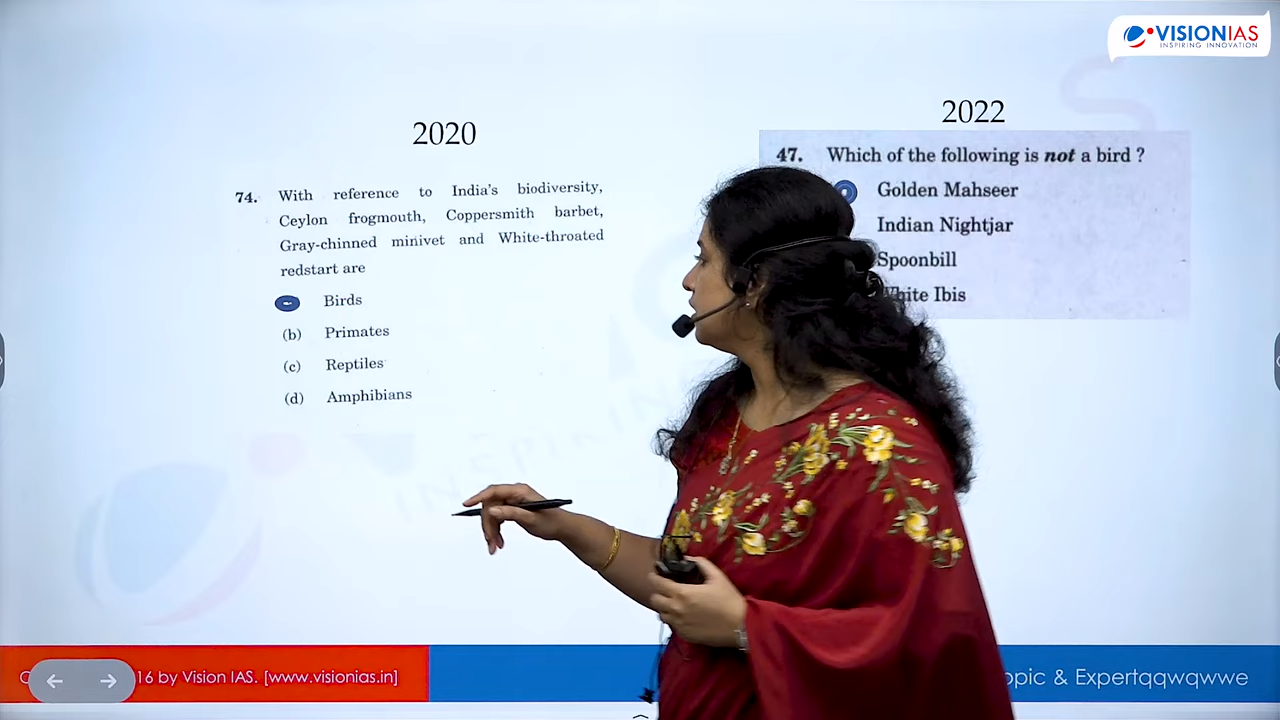 VISIONIAS
INSPIRING INNOVATION
2020
74. With reference to India's biodiversity,
Ceylon frogmouth, Coppersmith barbet,
Gray-chinned minivet and White-throated
redstart are
Birds
(b) Primates
(c) Reptiles
(d) Amphibians
2022
47. Which of the following is not a bird ?
Golden Mahseer
Indian Nightjar
Spoonbill
Ibis
16 by Vision IAS. [www.visionias.in]
& Expertqqwqwwe